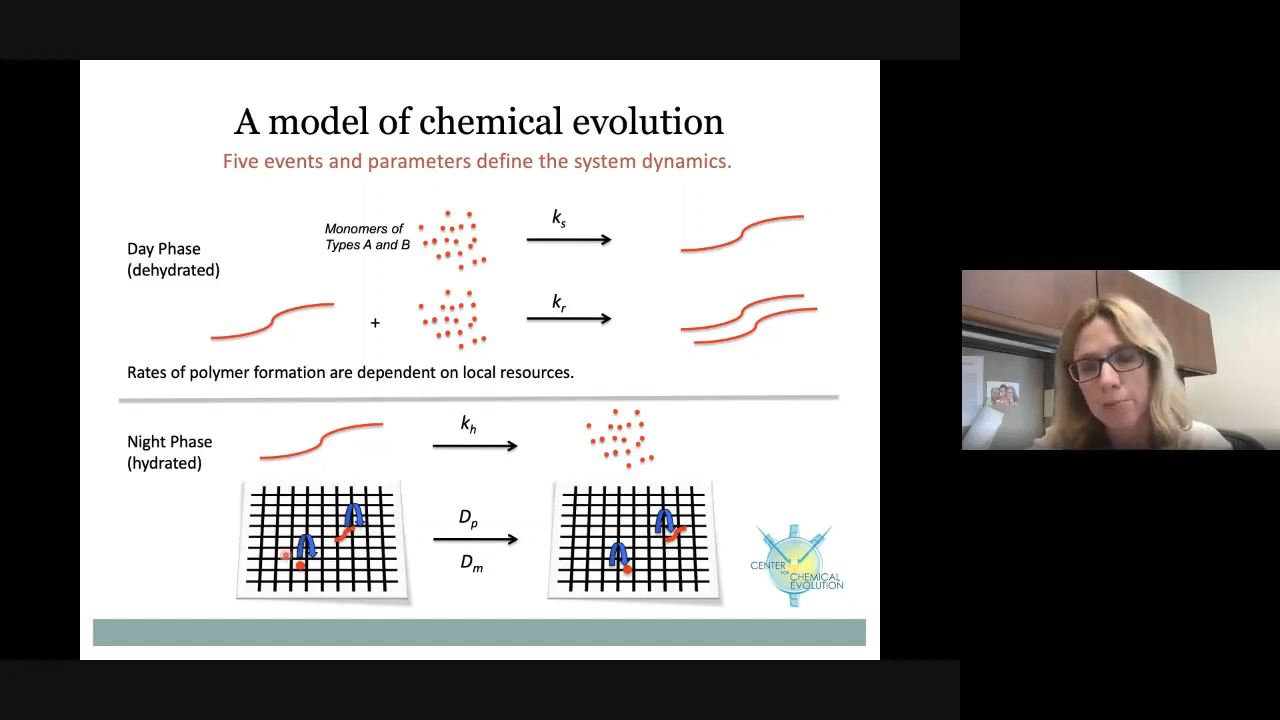 A model of chemical evolution
Five events and parameters define the system dynamics.
Monomers of
Types A and B
ks
Day Phase
(dehydrated)
+
kr
Rates of polymer formation are dependent on local resources.
Night Phase
(hydrated)
kh
Dp
Dm
CENTER
FOR
CHEMICAL
EVOLUTION